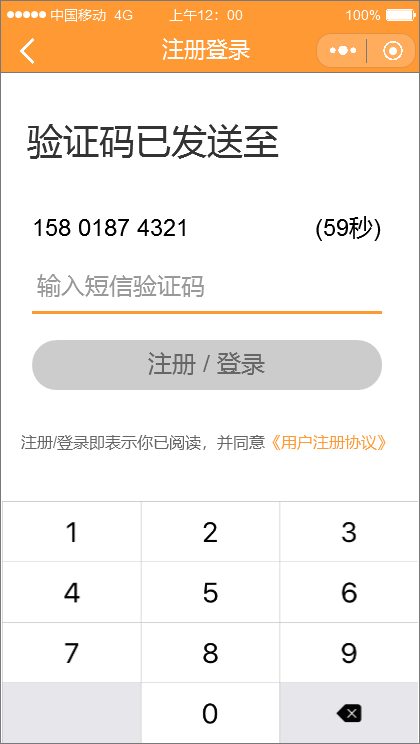 中国移动 4G 上午12：00 100%
注册登录
验证码已发送至
158 0187 4321 (59秒)
输入短信验证码
注册 / 登录
注册/登录即表示你已阅读，并同意《用户注册协议》
1 2 3
4 5 6
7 8 9
0